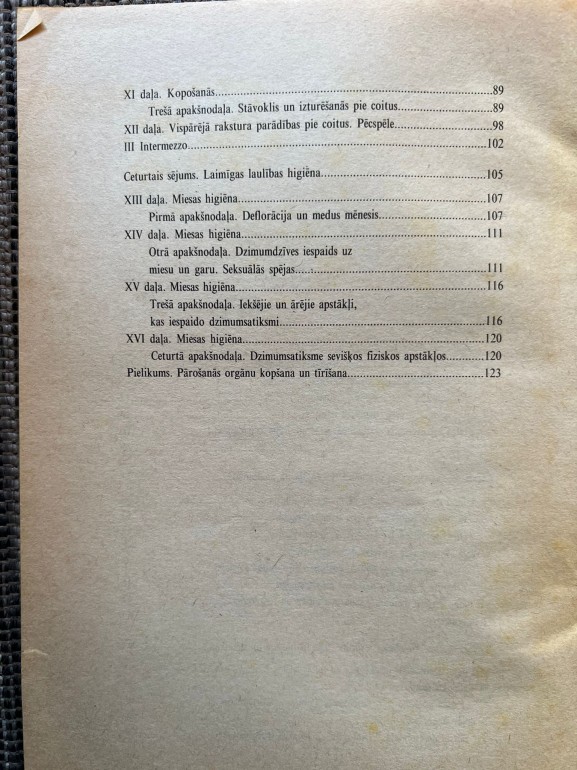 XI daļa. Kopošanās...89
Trešā apakšnodaļa. Stāvoklis un izturēšanās pie coitus...89
XII daļa. Vispārējā rakstura parādības pie coitus. Pēcspēle...98
III Intermezzo...102
Ceturtais sējums. Laimīgas laulības higiēna...105
XIII daļa. Miesas higiēna...107
Pirmā apakšnodaļa. Deflorācija un medus mēnesis...107
XIV daļa. Miesas higiēna...111
Otrā apakšnodaļa. Dzimumdzīves iespaids uz
miesu un garu. Seksuālās spējas...111
XV daļa. Miesas higiēna...116
Trešā apakšnodaļa. Iekšējie un ārējie apstākļi,
kas iespaido dzimumsatiksmi...116
XVI daļa. Miesas higiēna...120
Ceturtā apakšnodaļa. Dzimumsatiksme sevišķos fiziskos apstākļos...120
Pielikums. Pārošanās orgānu kopšana un tīrīšana...123